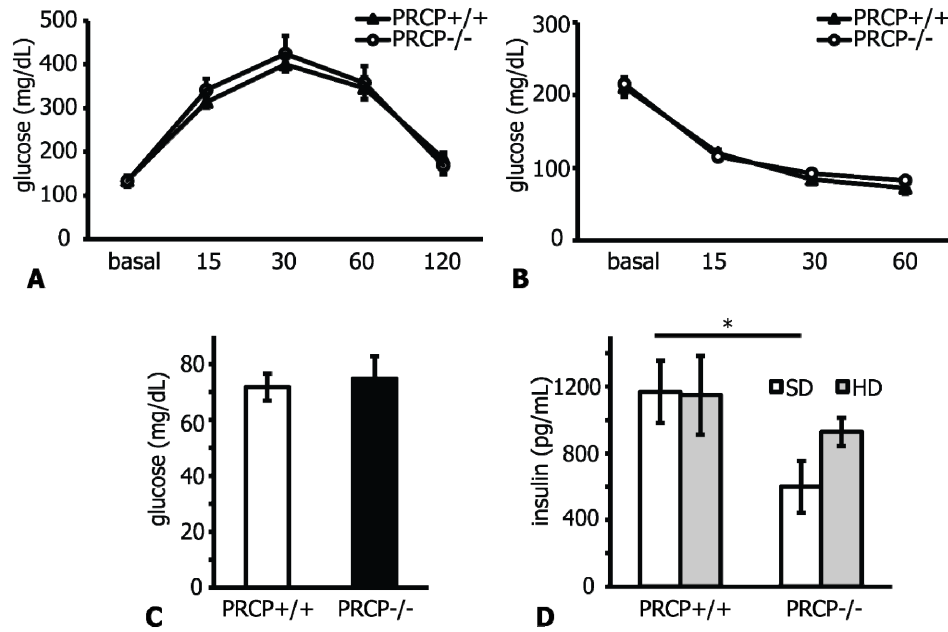 500
400
300
200
100
0
glucose (mg/dL)
PRCP+/+
PRCP-/-
basal 15 30 60 120
A
300
200
100
0
glucose (mg/dL)
PRCP+/+
PRCP-/-
basal 15 30 60
B
80
60
40
20
0
glucose (mg/dL)
PRCP+/+ PRCP-/-
C
*
1200
800
400
0
insulin (pg/mL)
SD HD
PRCP+/+ PRCP-/-
D